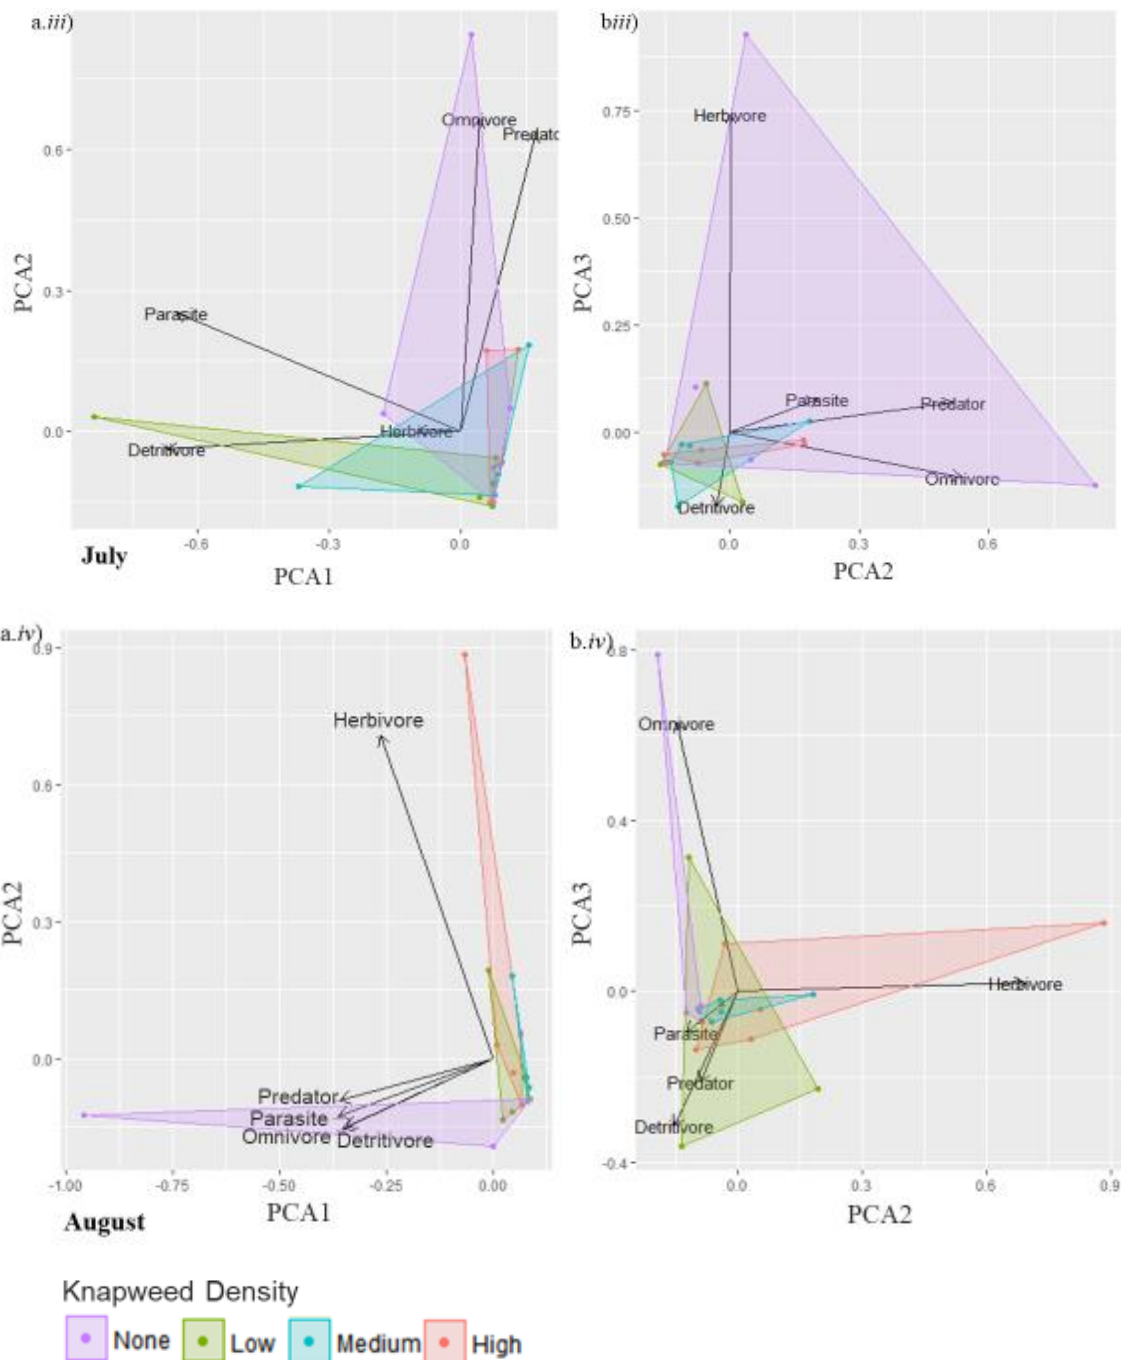 a.iii)
PCA2
0.6
0.3
0.0
Omnivore
Predatc
Parasite
Herbivore
Detritivore
-0.6
-0.3
0.0
July
PCA1
biii)
PCA3
0.75
0.50
0.25
0.00
Herbivore
Parasite
Predator
Omnivore
Detritivore
0.0
0.3
0.6
PCA2
a.iv)
PCA2
0.9
0.6
0.3
0.0
Herbivore
Predator
Parasite
Omnivore
Detritivore
-1.00
-0.75
-0.50
-0.25
0.00
August
PCA1
b.iv)
PCA3
0.8
0.4
0.0
-0.4
Omnivore
Herbivore
Parasite
Predator
Detritivore
0.0
0.3
0.6
0.9
PCA2
Knapweed Density
None Low Medium High